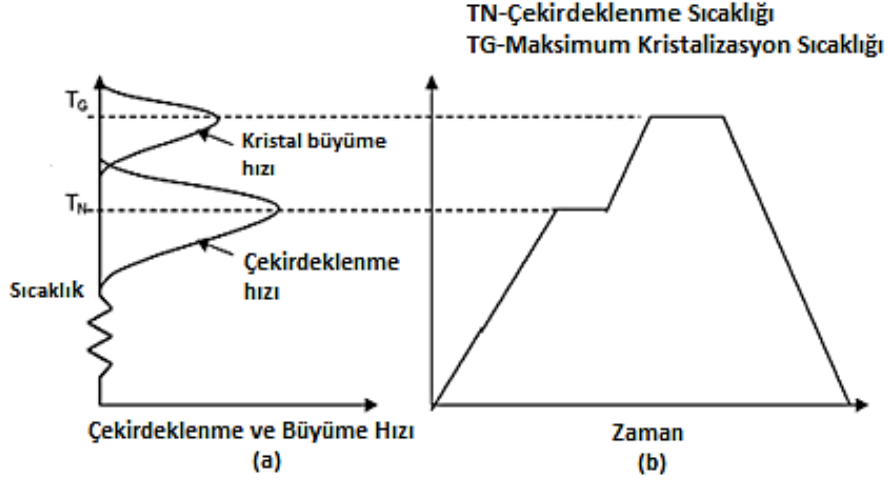 TN-Çekirdeklenme Sıcaklığı
TG-Maksimum Kristalizasyon Sıcaklığı
TG
Kristal büyüme
hızı
TN
Çekirdeklenme
hızı
Sıcaklık
Çekirdeklenme ve Büyüme Hızı
(a)
Zaman
(b)